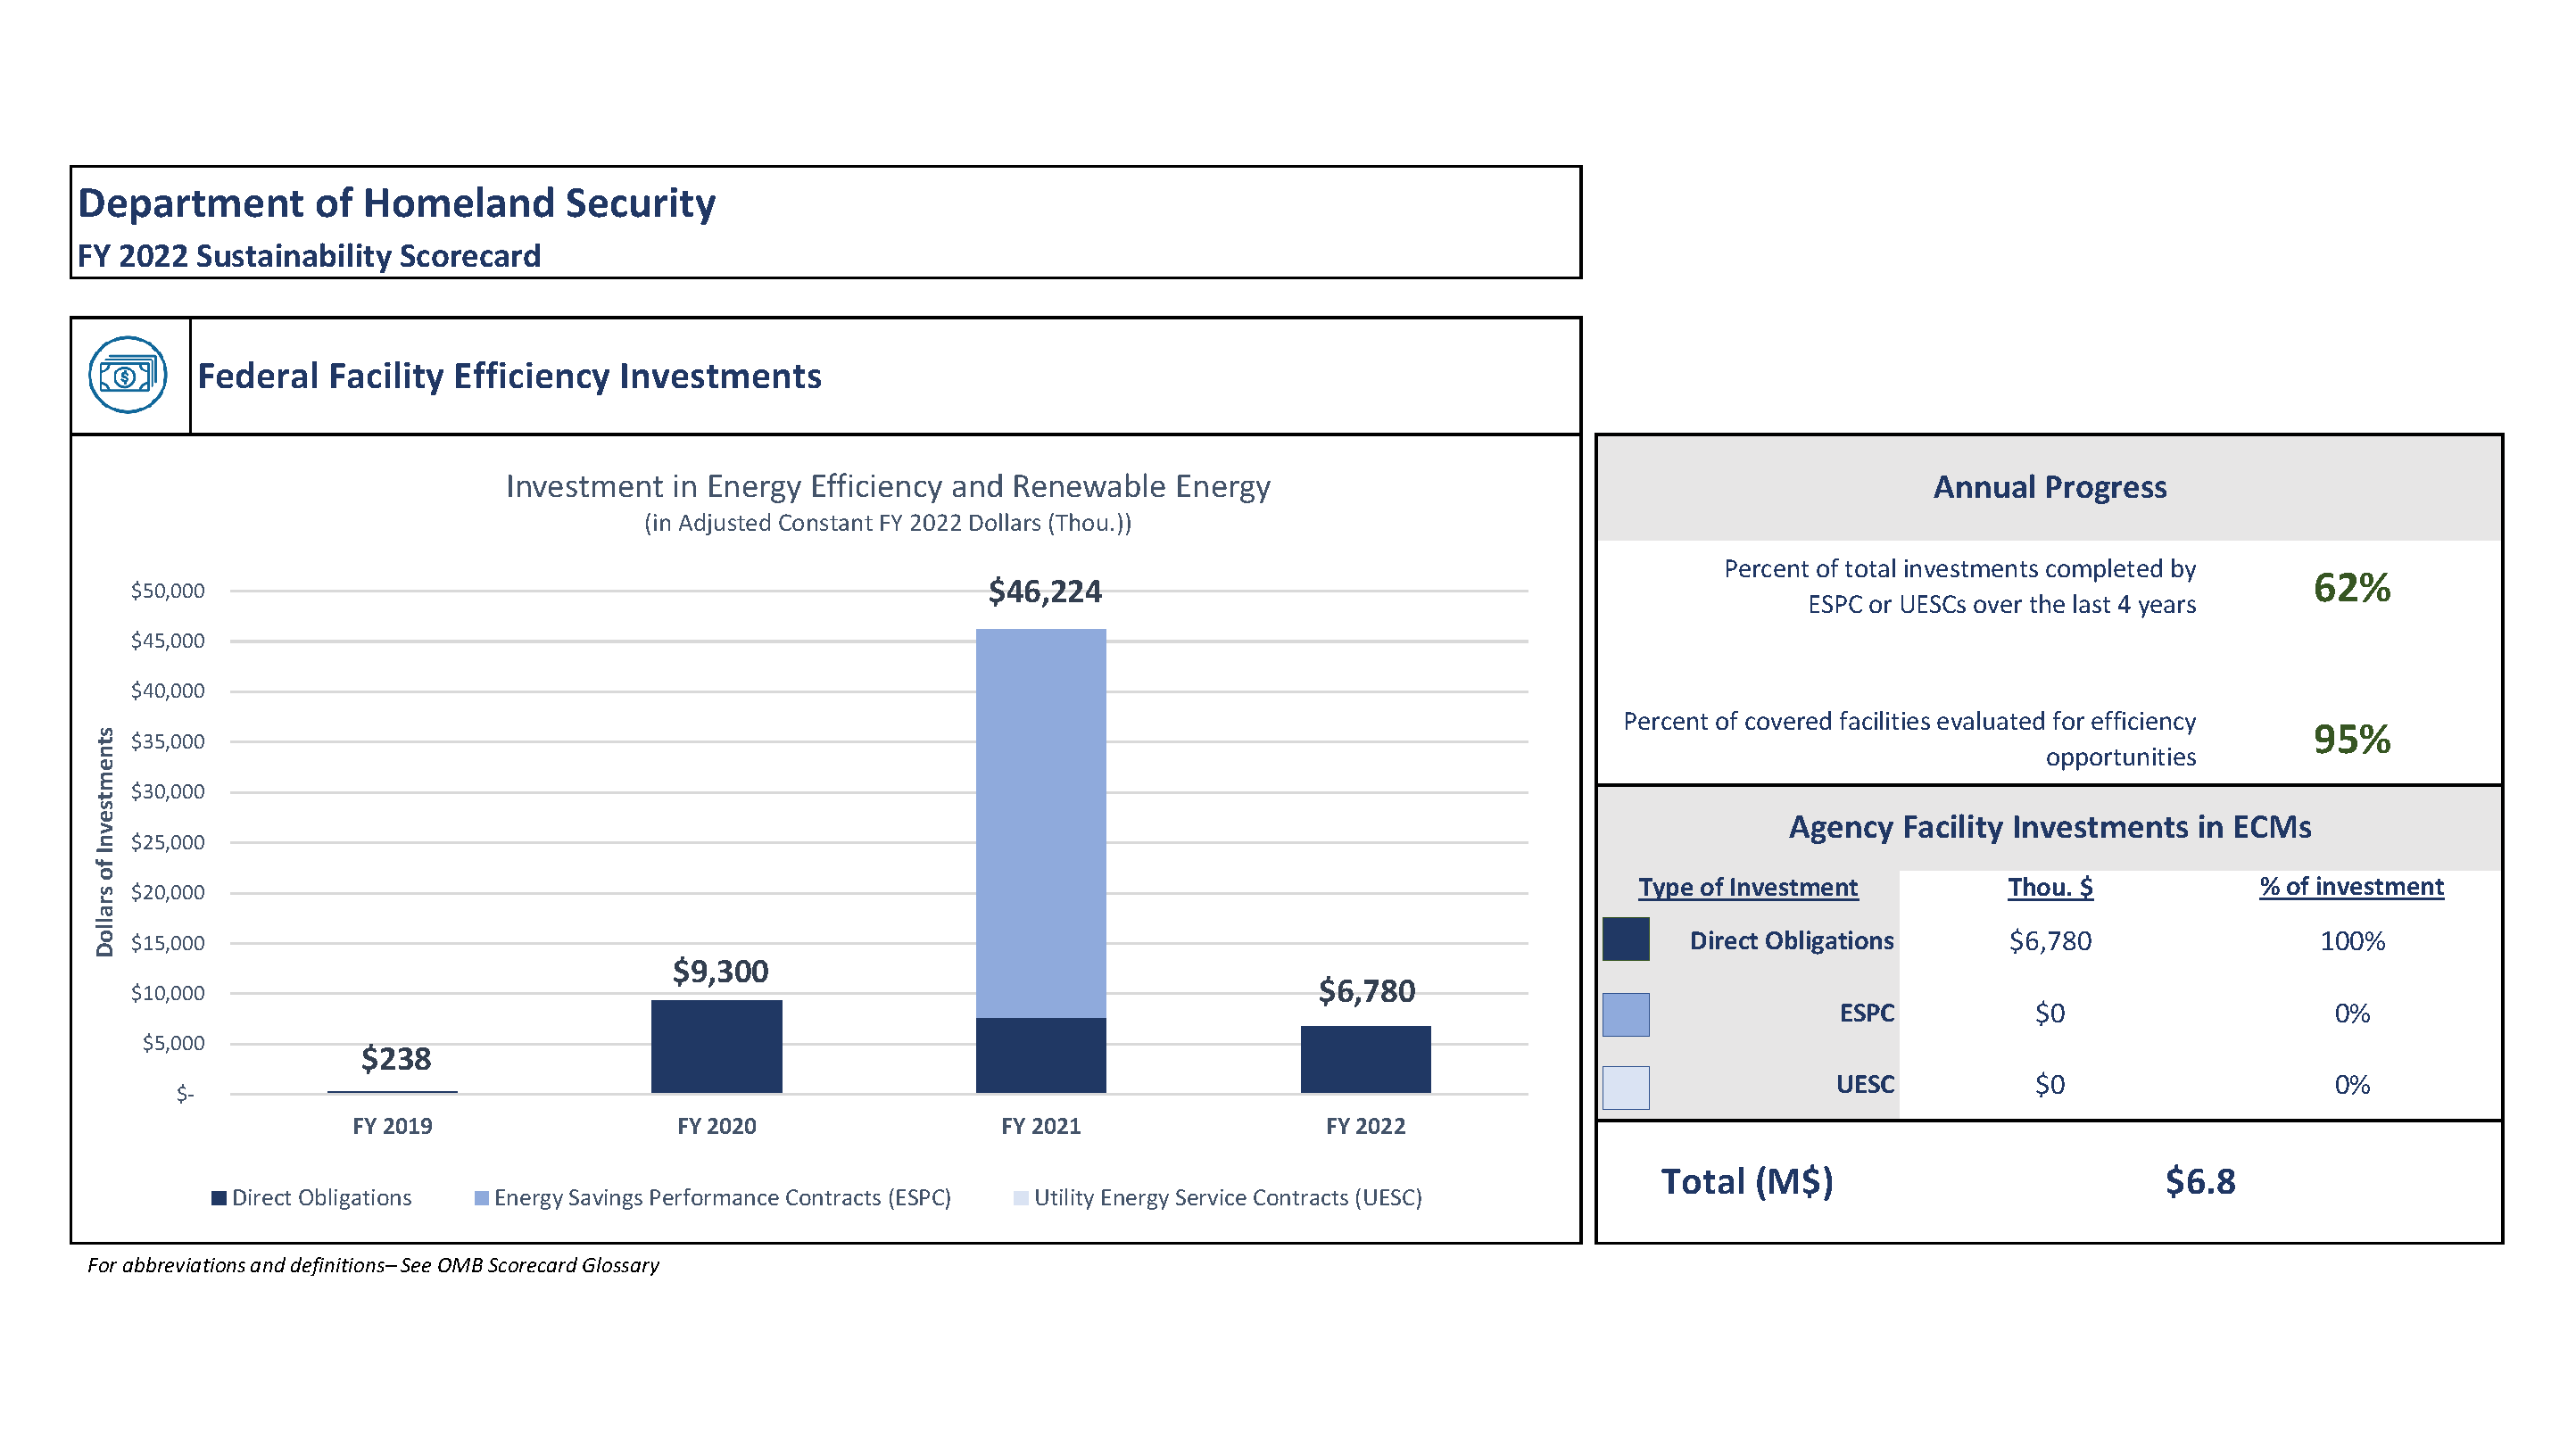 Department of Homeland Security
FY 2022 Sustainability Scorecard
Federal Facility Efficiency Investments
Investment in Energy Efficiency and Renewable Energy
(in Adjusted Constant FY 2022 Dollars (Thou.))
Dollars of Investments
$50,000
$45,000
$40,000
$35,000
$30,000
$25,000
$20,000
$15,000
$10,000
$5,000
$-
$238
$9,300
$46,224
$6,780
FY 2019 FY 2020 FY 2021 FY 2022
Direct Obligations Energy Savings Performance Contracts (ESPC) Utility Energy Service Contracts (UESC)
Annual Progress
Percent of total investments completed by
ESPC or UESCs over the last 4 years
62%
Percent of covered facilities evaluated for efficiency
opportunities
95%
Agency Facility Investments in ECMs
Type of Investment Thou. $ % of investment
Direct Obligations $6,780 100%
ESPC $0 0%
UESC $0 0%
Total (M$) $6.8
For abbreviations and definitions– See OMB Scorecard Glossary